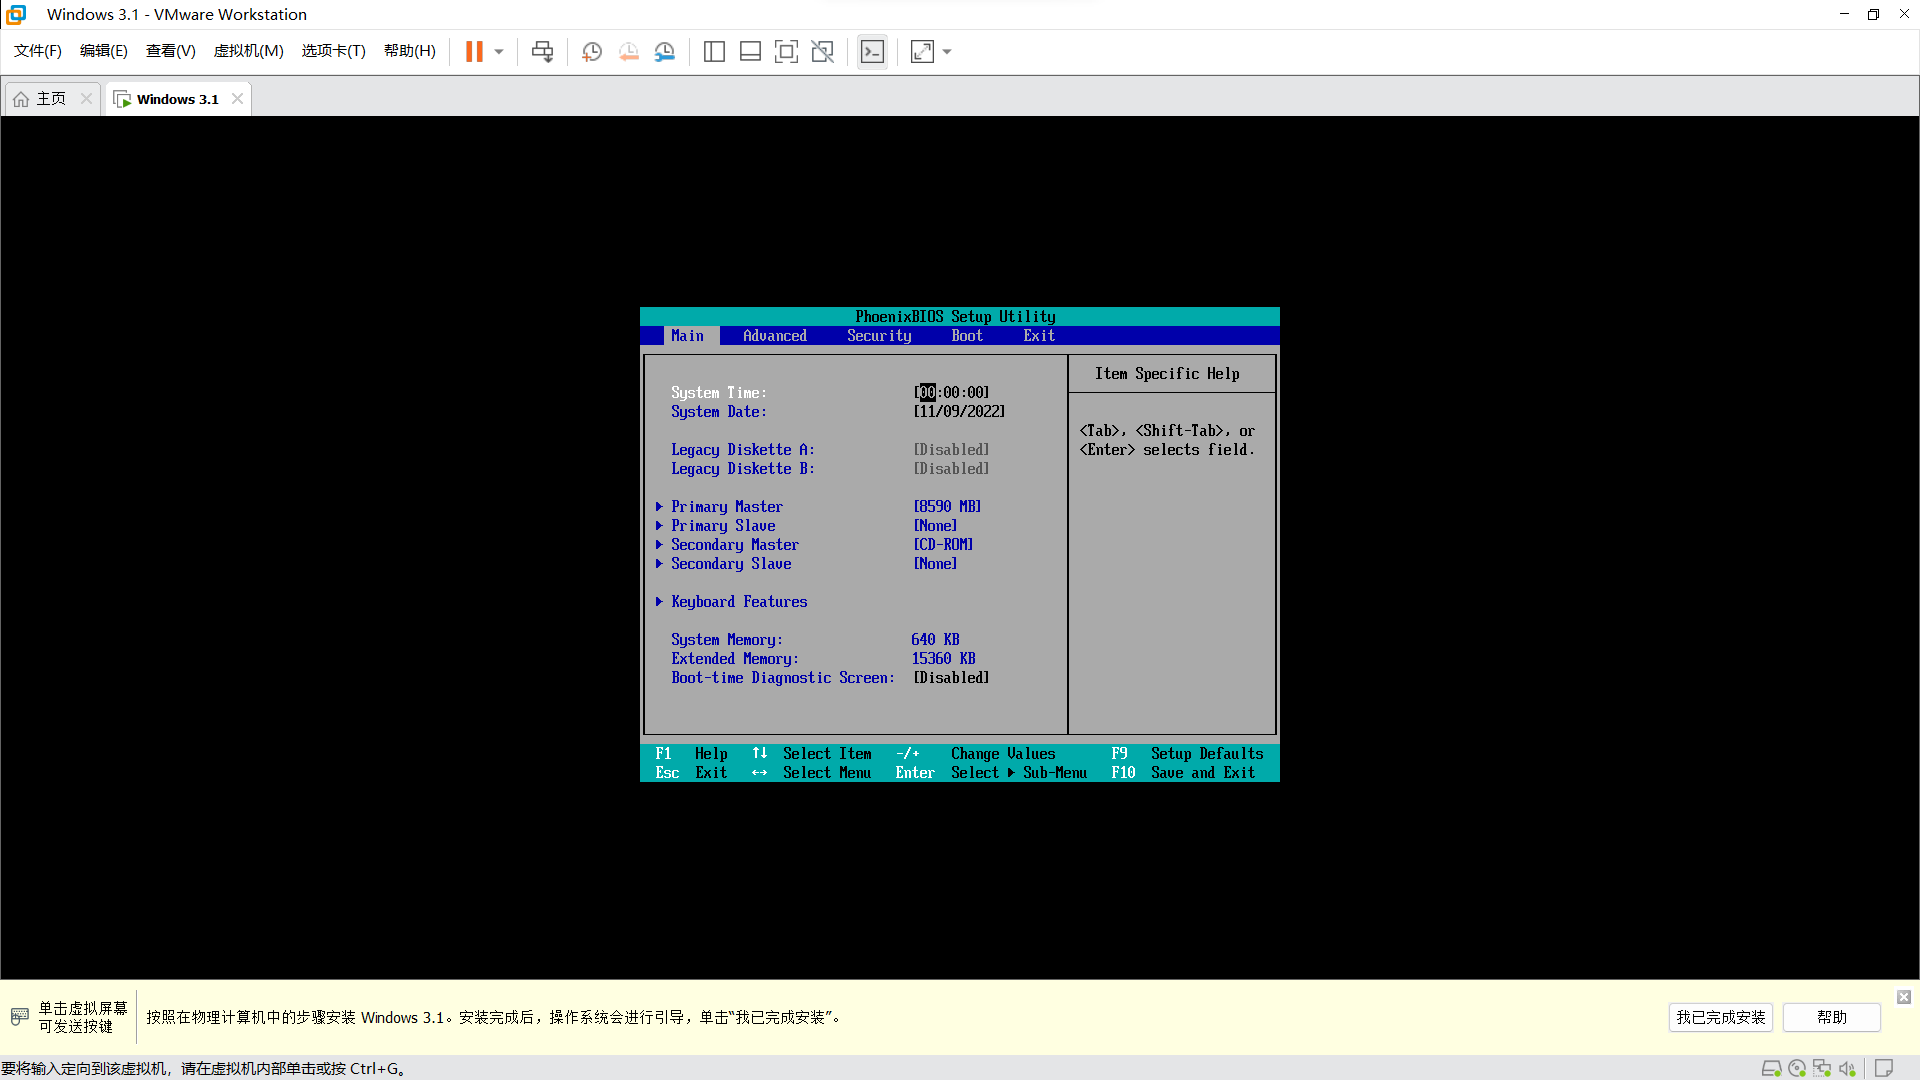 Windows 3.1 - VMware Workstation
文件(F) 编辑(E) 查看(V) 虚拟机(M) 选项卡(T) 帮助(H)
主页 Windows 3.1
PhoenixBIOS Setup Utility
Main Advanced Security Boot Exit
Item Specific Help
System Time: [00:00:00]
System Date: [11/09/2022]
<Tab>, <Shift-Tab>, or
<Enter> selects field.
Legacy Diskette A: [Disabled]
Legacy Diskette B: [Disabled]
Primary Master [8590 MB]
Primary Slave [None]
Secondary Master [CD-ROM]
Secondary Slave [None]
Keyboard Features
System Memory: 640 KB
Extended Memory: 15360 KB
Boot-time Diagnostic Screen: [Disabled]
F1 Help ↑↓ Select Item -/+ Change Values F9 Setup Defaults
Esc Exit ↔ Select Menu Enter Select ▶ Sub-Menu F10 Save and Exit
单击虚拟屏幕
可发送按键
按照在物理计算机中的步骤安装 Windows 3.1。安装完成后，操作系统会进行引导，单击“我已完成安装”。
我已完成安装 帮助
要将输入定向到该虚拟机，请在虚拟机内部单击或按 Ctrl+G。